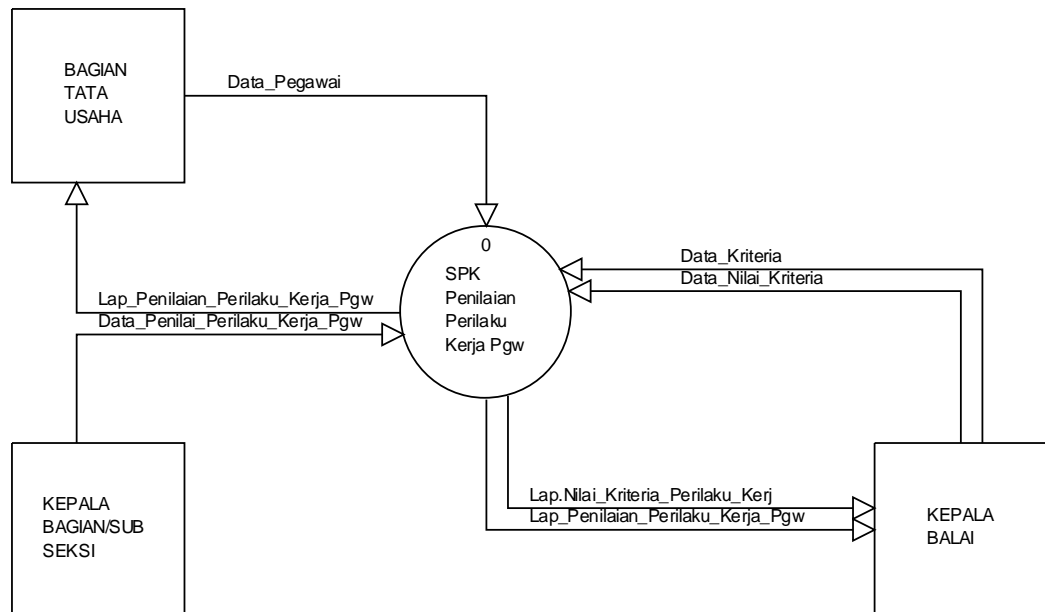 BAGIAN
TATA
USAHA
Data_Pegawai
0
SPK
Penilaian
Perilaku
Kerja Pgw
Data_Kriteria
Data_Nilai_Kriteria
Lap_Penilaian_Perilaku_Kerja_Pgw
Data_Penilai_Perilaku_Kerja_Pgw
KEPALA
BAGIAN/SUB
SEKSI
Lap.Nilai_Kriteria_Perilaku_Kerj
Lap_Penilaian_Perilaku_Kerja_Pgw
KEPALA
BALAI